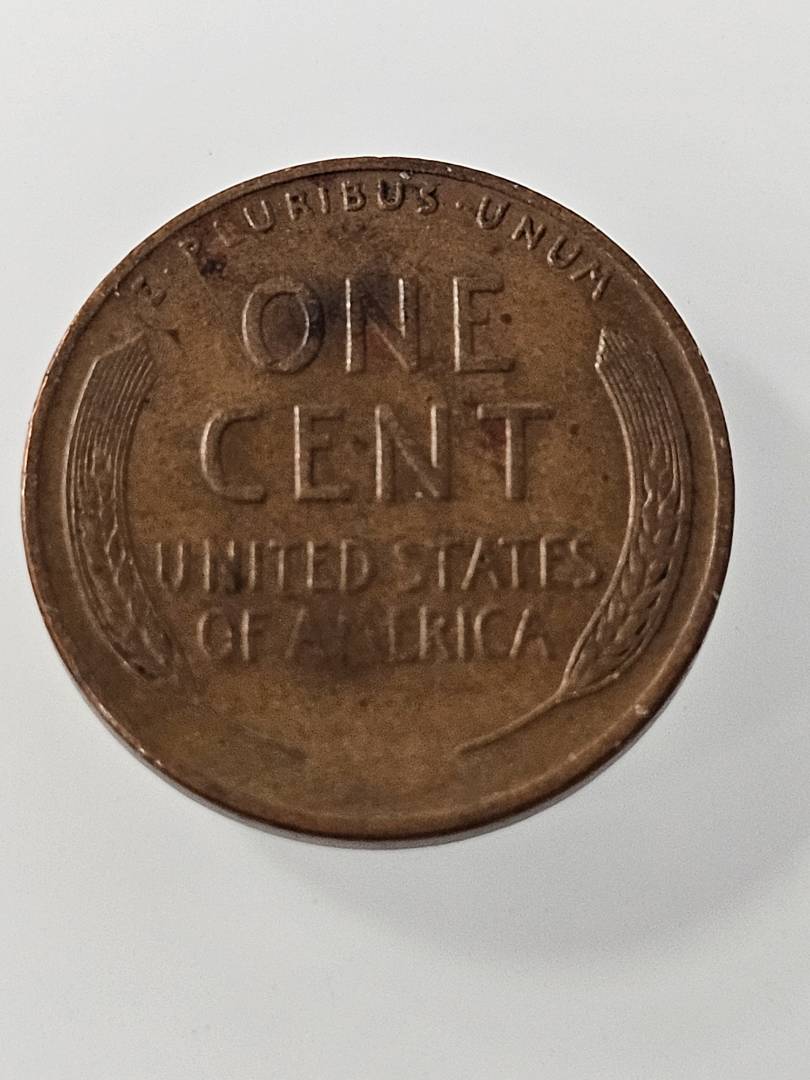 E·PLURIBUS·UNUM
ONE
CENT
UNITED STATES
OF AMERICA